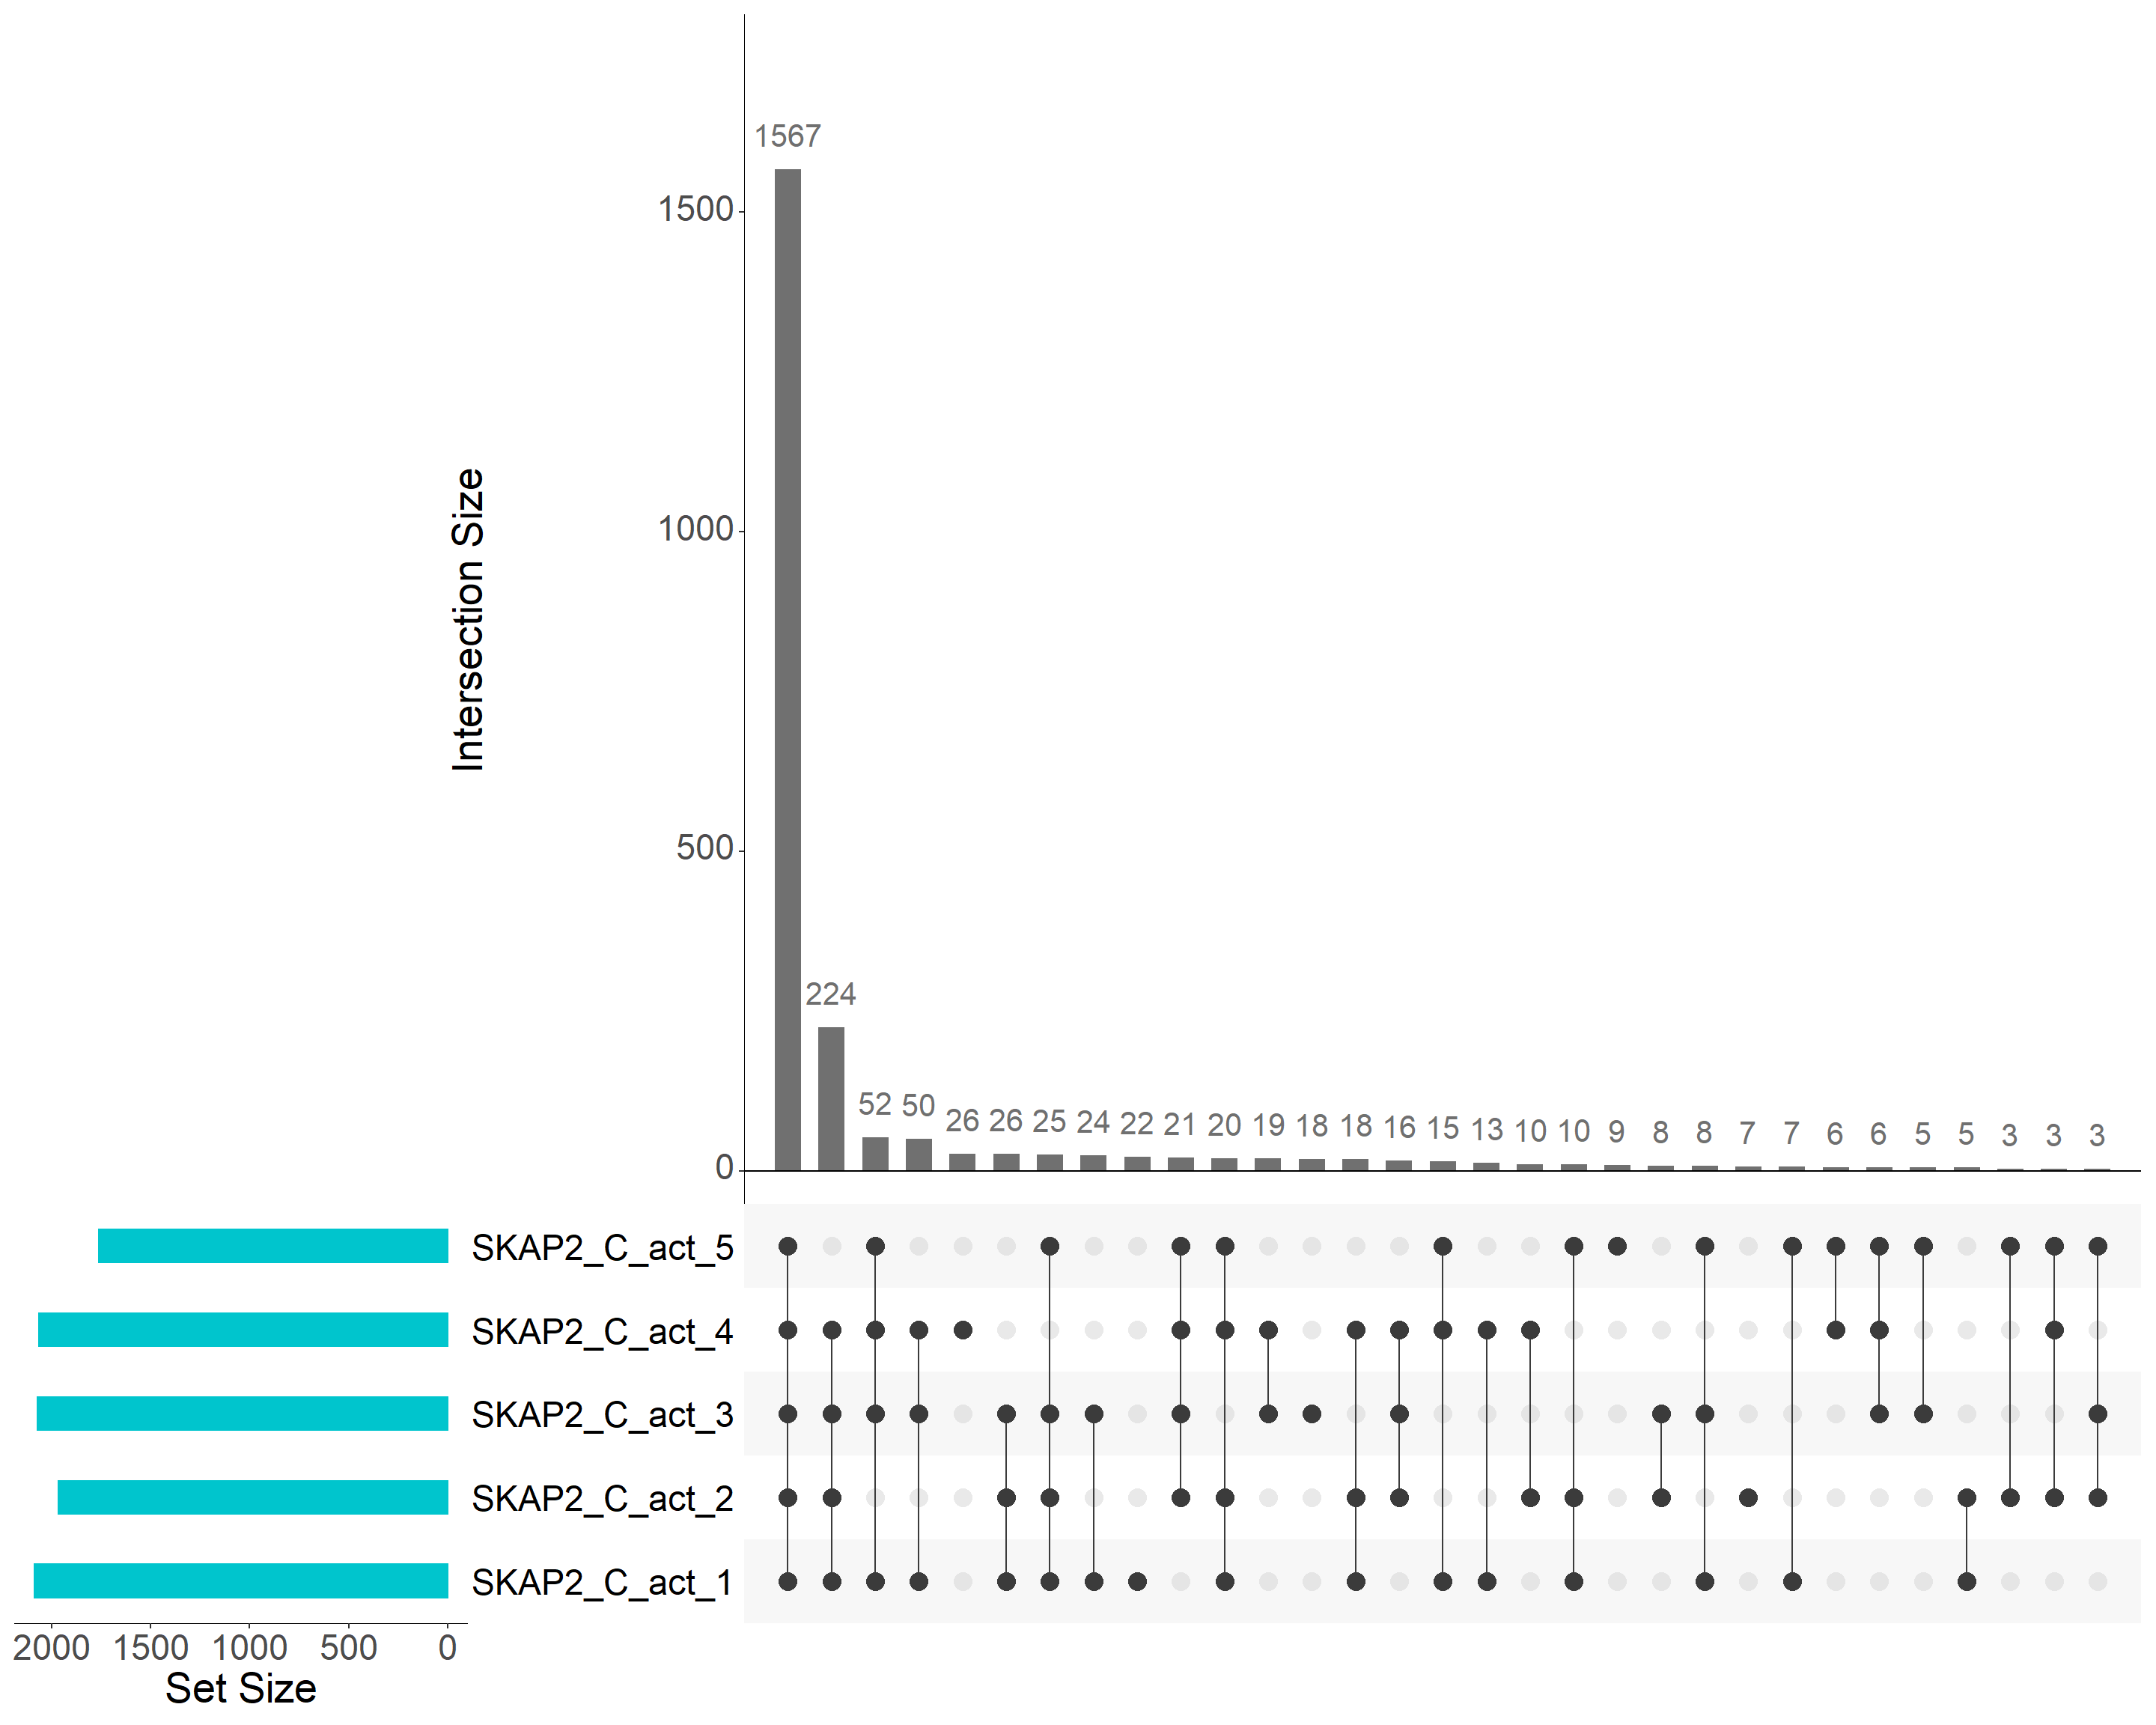 1567
1500
1000
Intersection Size
500
224
52 50 26 26 25 24 22 21 20 19 18 18 16 15 13 10 10 9 8 8 7 7 6 6 5 5 3 3 3
0
SKAP2_C_act_5
SKAP2_C_act_4
SKAP2_C_act_3
SKAP2_C_act_2
SKAP2_C_act_1
2000 1500 1000 500 0
Set Size